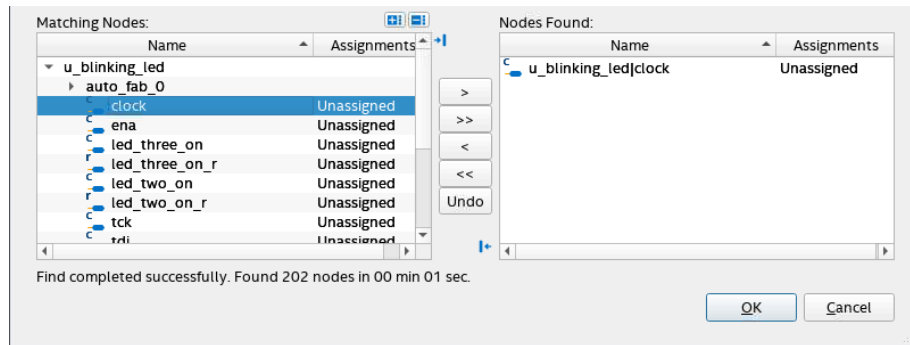 Matching Nodes:
Nodes Found:
Name Assignments
Name Assignments
u_blinking_led
u_blinking_led|clock Unassigned
auto_fab_0
clock Unassigned
ena Unassigned
led_three_on Unassigned
led_three_on_r Unassigned
led_two_on Unassigned
led_two_on_r Unassigned
tck Unassigned
tdi Unassigned
>
>>
<
<<
Undo
Find completed successfully. Found 202 nodes in 00 min 01 sec.
OK Cancel